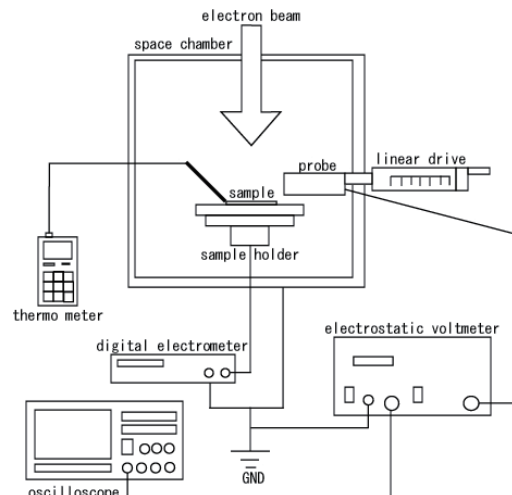 electron beam
space chamber
probe
linear drive
sample
sample holder
thermo meter
digital electrometer
electrostatic voltmeter
GND
oscilloscope